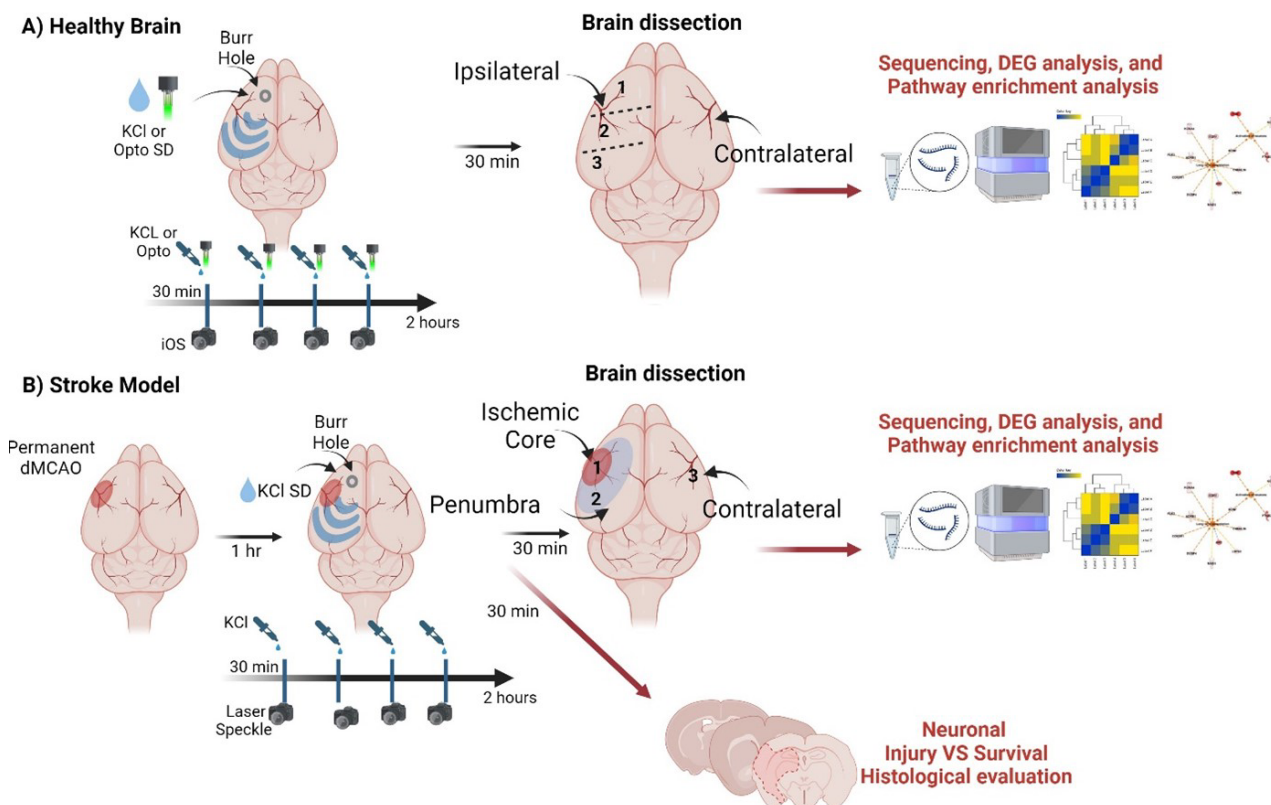 A) Healthy Brain
Burr
Hole
KCl or
Opto SD
KCL or
Opto
30 min
2 hours
iOS
30 min
Brain dissection
Ipsilateral
1
2
3
Contralateral
Sequencing, DEG analysis, and
Pathway enrichment analysis
B) Stroke Model
Permanent
dMCAO
1 hr
Burr
Hole
KCl SD
KCl
30 min
2 hours
Laser
Speckle
Penumbra
30 min
30 min
Brain dissection
Ischemic
Core
1
2
3
Contralateral
Sequencing, DEG analysis, and
Pathway enrichment analysis
Neuronal
Injury VS Survival
Histological evaluation